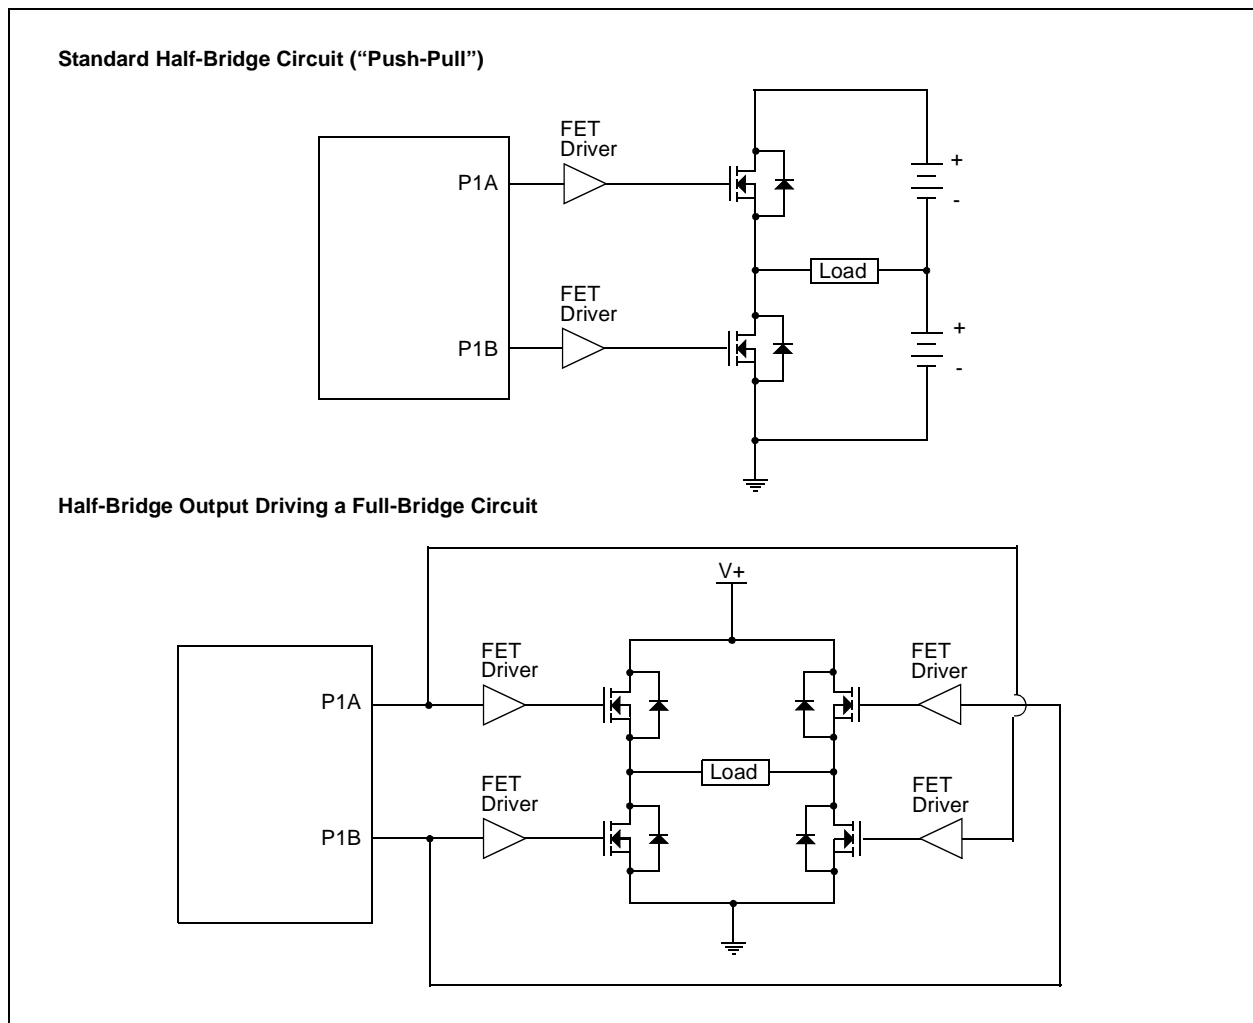 Standard Half-Bridge Circuit (“Push-Pull”)
FET
Driver
P1A
+
-
Load
FET
Driver
P1B
+
-
Half-Bridge Output Driving a Full-Bridge Circuit
V+
FET
Driver
FET
Driver
P1A
Load
FET
Driver
FET
Driver
P1B